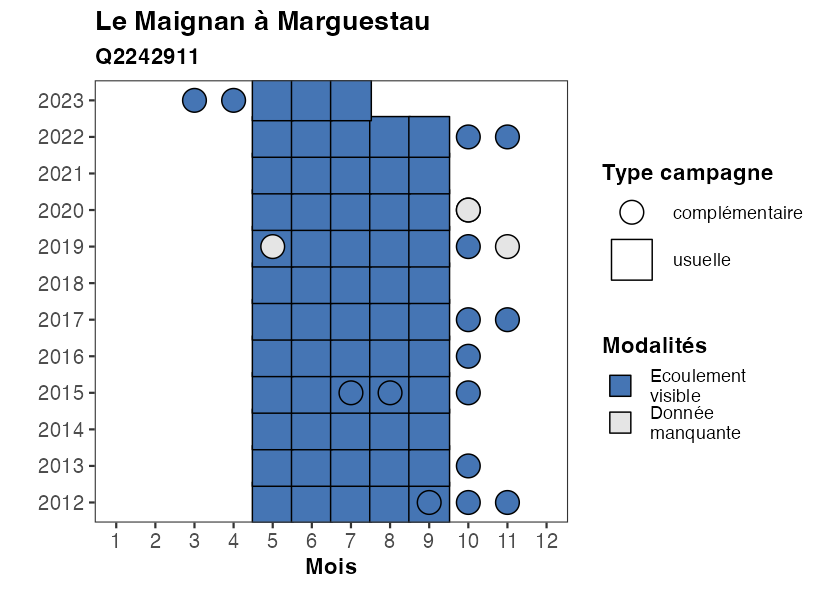 Le Maignan à Marguestau
Q2242911
2023
2022
2021
2020
2019
2018
2017
2016
2015
2014
2013
2012
1 2 3 4 5 6 7 8 9 10 11 12
Mois
Type campagne
complémentaire
usuelle
Modalités
Ecoulement
visible
Donnée
manquante